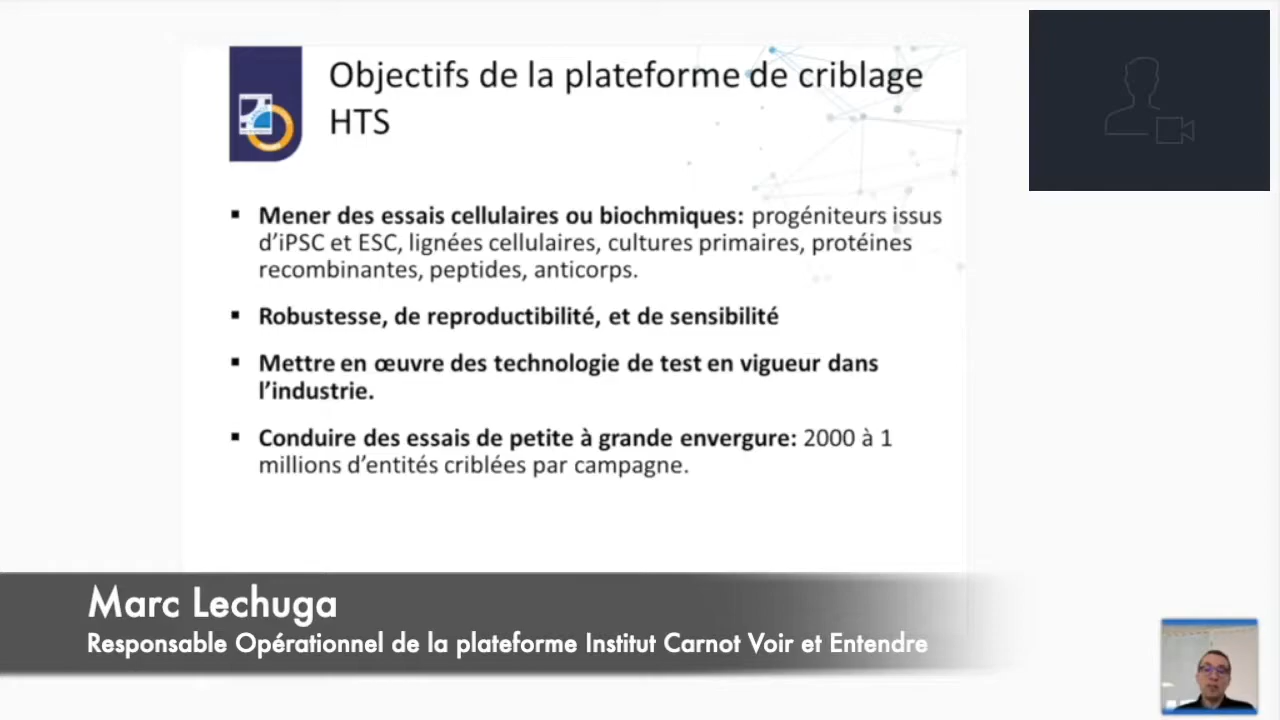 Objectifs de la plateforme de criblage
HTS
▪ Mener des essais cellulaires ou biochmiques: progéniteurs issus
d’iPSC et ESC, lignées cellulaires, cultures primaires, protéines
recombinantes, peptides, anticorps.
▪ Robustesse, de reproductibilité, et de sensibilité
▪ Mettre en œuvre des technologie de test en vigueur dans
l’industrie.
▪ Conduire des essais de petite à grande envergure: 2000 à 1
millions d’entités criblées par campagne.
Marc Lechuga
Responsable Opérationnel de la plateforme Institut Carnot Voir et Entendre